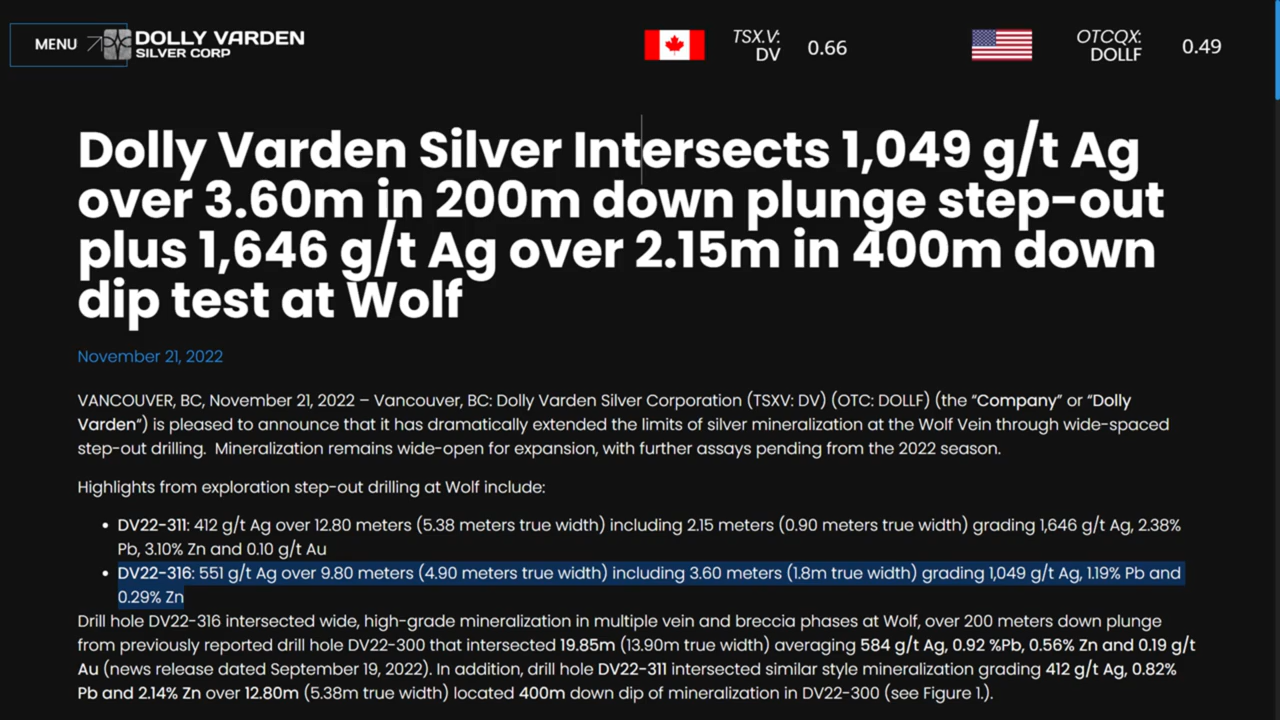 MENU
DOLLY VARDEN
SILVER CORP
TSX.V:
DV
0.66
OTCQX:
DOLLF
0.49
Dolly Varden Silver Intersects 1,049 g/t Ag
over 3.60m in 200m down plunge step-out
plus 1,646 g/t Ag over 2.15m in 400m down
dip test at Wolf
November 21, 2022
VANCOUVER, BC, November 21, 2022 – Vancouver, BC: Dolly Varden Silver Corporation (TSXV: DV) (OTC: DOLLF) (the “Company” or “Dolly
Varden”) is pleased to announce that it has dramatically extended the limits of silver mineralization at the Wolf Vein through wide-spaced
step-out drilling.  Mineralization remains wide-open for expansion, with further assays pending from the 2022 season.
Highlights from exploration step-out drilling at Wolf include:
• DV22-311: 412 g/t Ag over 12.80 meters (5.38 meters true width) including 2.15 meters (0.90 meters true width) grading 1,646 g/t Ag, 2.38%
Pb, 3.10% Zn and 0.10 g/t Au
• DV22-316: 551 g/t Ag over 9.80 meters (4.90 meters true width) including 3.60 meters (1.8m true width) grading 1,049 g/t Ag, 1.19% Pb and
0.29% Zn
Drill hole DV22-316 intersected wide, high-grade mineralization in multiple vein and breccia phases at Wolf, over 200 meters down plunge
from previously reported drill hole DV22-300 that intersected 19.85m (13.90m true width) averaging 584 g/t Ag, 0.92 %Pb, 0.56% Zn and 0.19 g/t
Au (news release dated September 19, 2022). In addition, drill hole DV22-311 intersected similar style mineralization grading 412 g/t Ag, 0.82%
Pb and 2.14% Zn over 12.80m (5.38m true width) located 400m down dip of mineralization in DV22-300 (see Figure 1.).